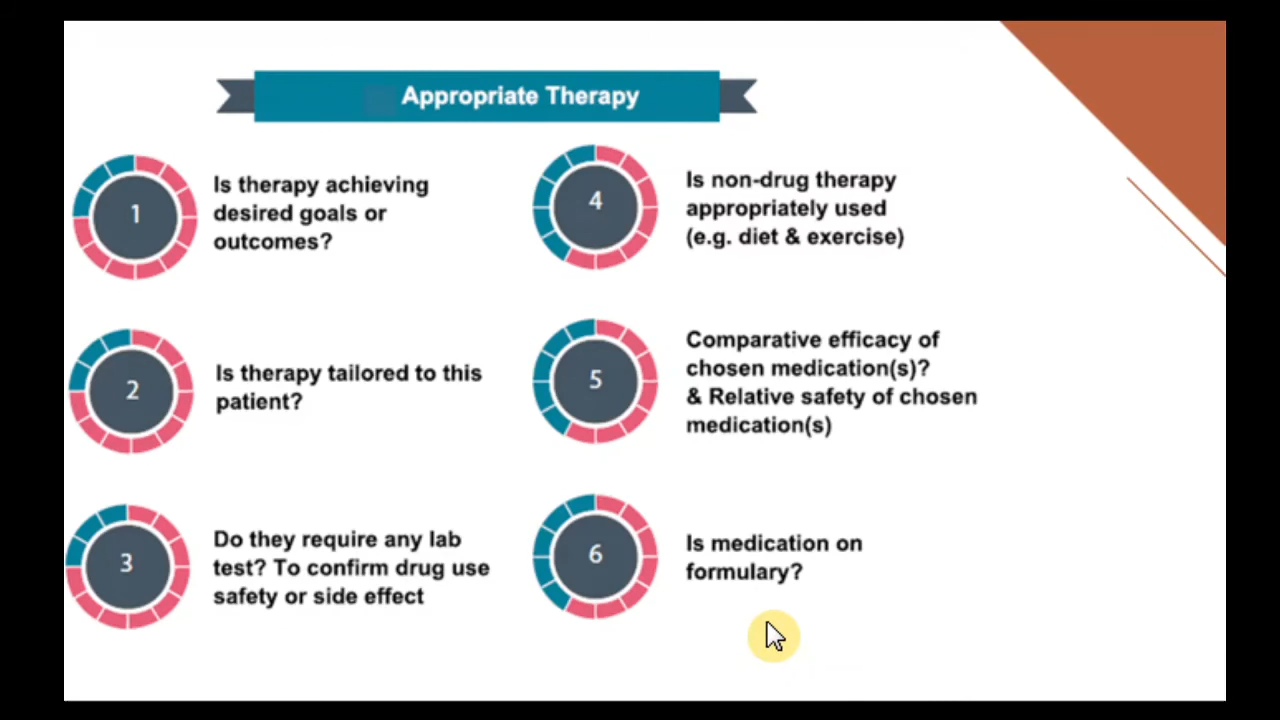 Appropriate Therapy
1
Is therapy achieving
desired goals or
outcomes?
2
Is therapy tailored to this
patient?
3
Do they require any lab
test? To confirm drug use
safety or side effect
4
Is non-drug therapy
appropriately used
(e.g. diet & exercise)
5
Comparative efficacy of
chosen medication(s)?
& Relative safety of chosen
medication(s)
6
Is medication on
formulary?